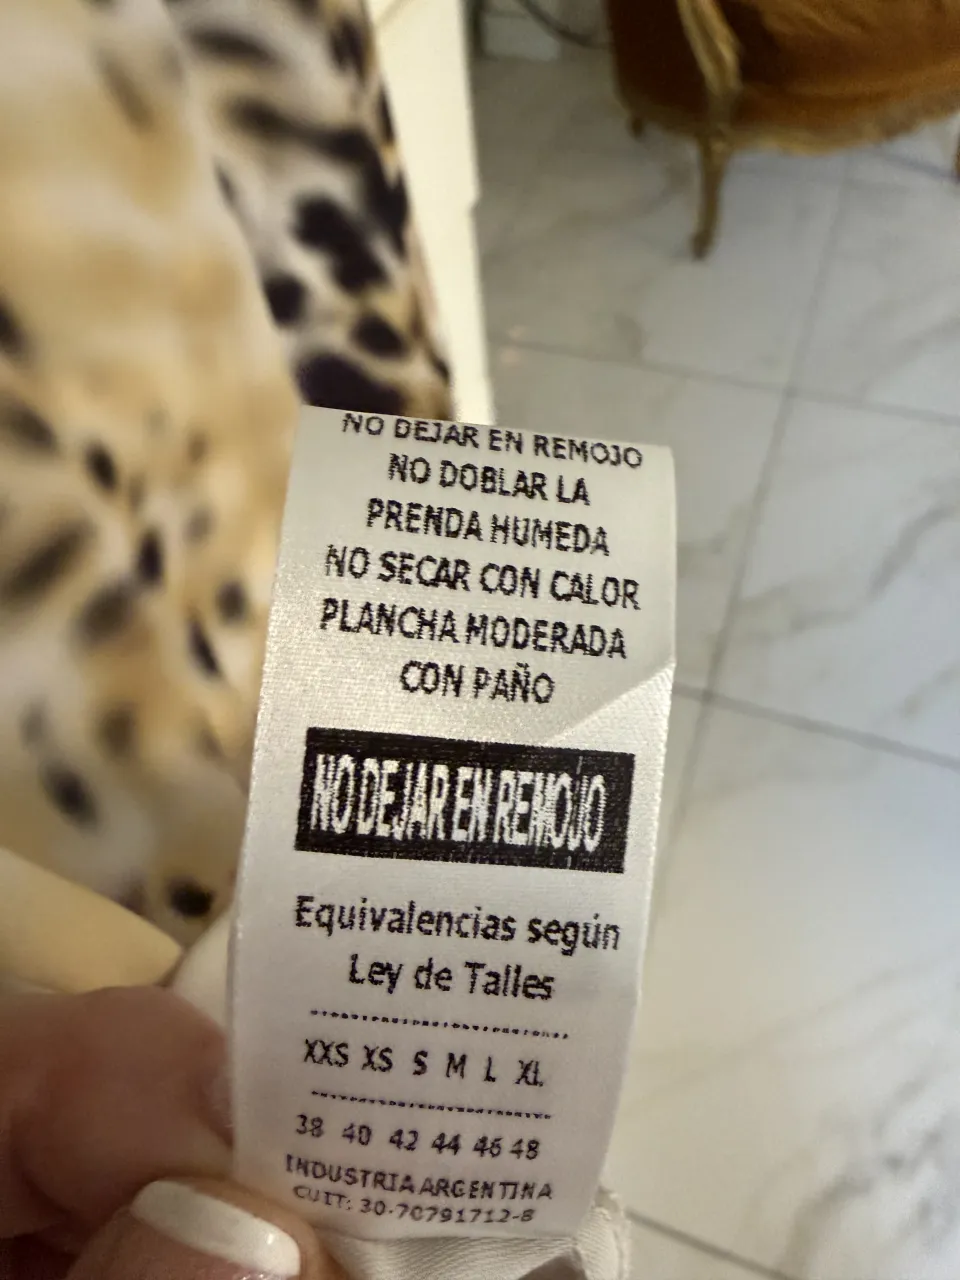 NO DEJAR EN REMOJO
NO DOBLAR LA
PRENDA HUMEDA
NO SECAR CON CALOR
PLANCHA MODERADA
CON PAÑO
NO DEJAR EN REMOJO
Equivalencias según
Ley de Talles
XXS XS S M L XL
38 40 42 44 46 48
INDUSTRIA ARGENTINA
CUIT: 30-70791712-8